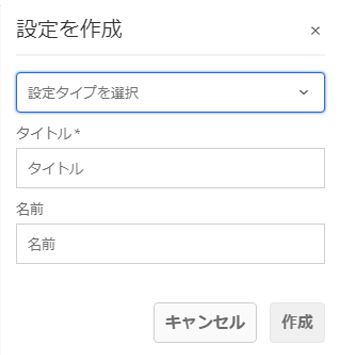 設定を作成
×
設定タイプを選択
タイトル*
タイトル
名前
名前
キャンセル 作成